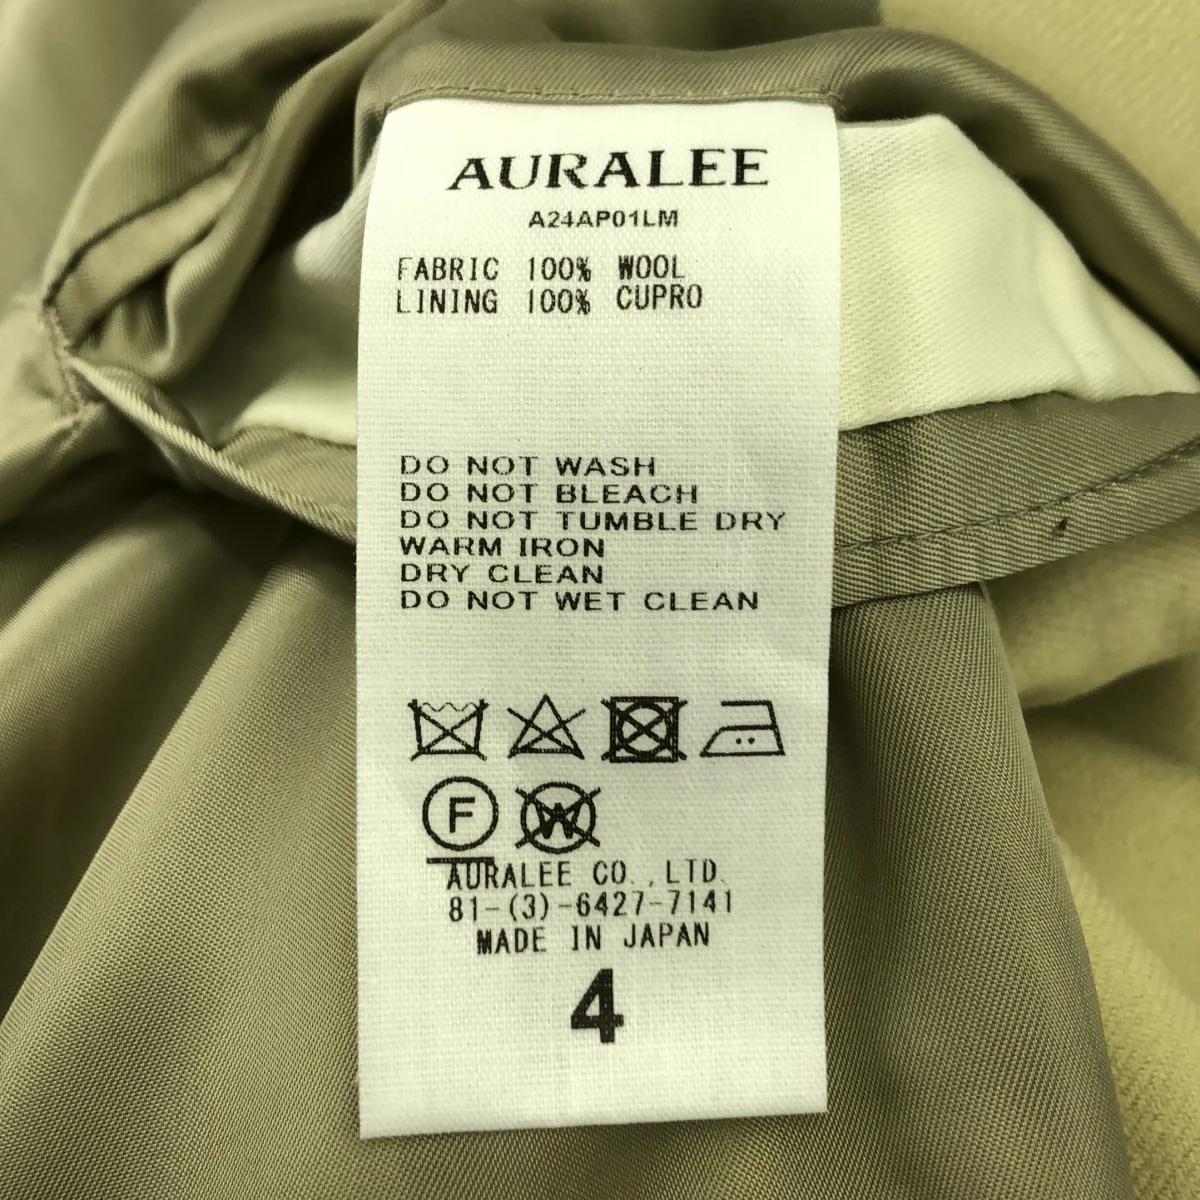 AURALEE
A24AP01LM
FABRIC 100% WOOL
LINING 100% CUPRO
DO NOT WASH
DO NOT BLEACH
DO NOT TUMBLE DRY
WARM IRON
DRY CLEAN
DO NOT WET CLEAN
F W
AURALEE CO.,LTD.
81-(3)-6427-7141
MADE IN JAPAN
4